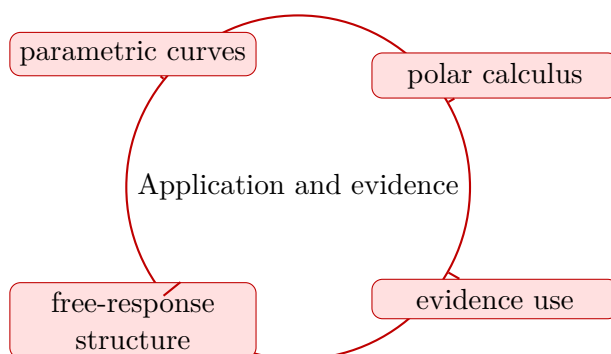 parametric curves
polar calculus
Application and evidence
free-response
structure
evidence use